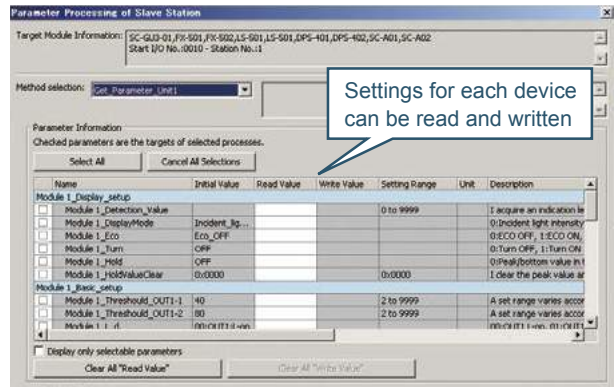 Parameter Processing of Slave Station
Target Module Information:
SC-GU3-01,FX-501,FX-502,LS-501,LS-501,DPS-401,DPS-402,SC-A01,SC-A02
Start I/O No.:0010 - Station No.:1
Method selection: Get_Parameter_Unit1
Settings for each device
can be read and written
Parameter Information
Checked parameters are the targets of selected processes.
Select All Cancel All Selections
Name Initial Value Read Value Write Value Setting Range Unit Description
Module 1_Display_setup
Module 1_Detection_Value 0 to 9999 I acquire an indication le
Module 1_DisplayMode Incident_lig... 0:Incident light intensity
Module 1_Eco Eco_OFF 0:ECO OFF, 1:ECO ON,
Module 1_Turn OFF 0:Turn OFF, 1:Turn ON
Module 1_Hold OFF 0:Peak/bottom value in t
Module 1_HoldValueClear 0x0000 0x0000 I clear the peak value an
Module 1_Basic_setup
Module 1_Threshould_OUT1-1 40 2 to 9999 A set range varies accor
Module 1_Threshould_OUT1-2 80 2 to 9999 A set range varies accor
Display only selectable parameters
Clear All "Read Value" Clear All "Write Value"